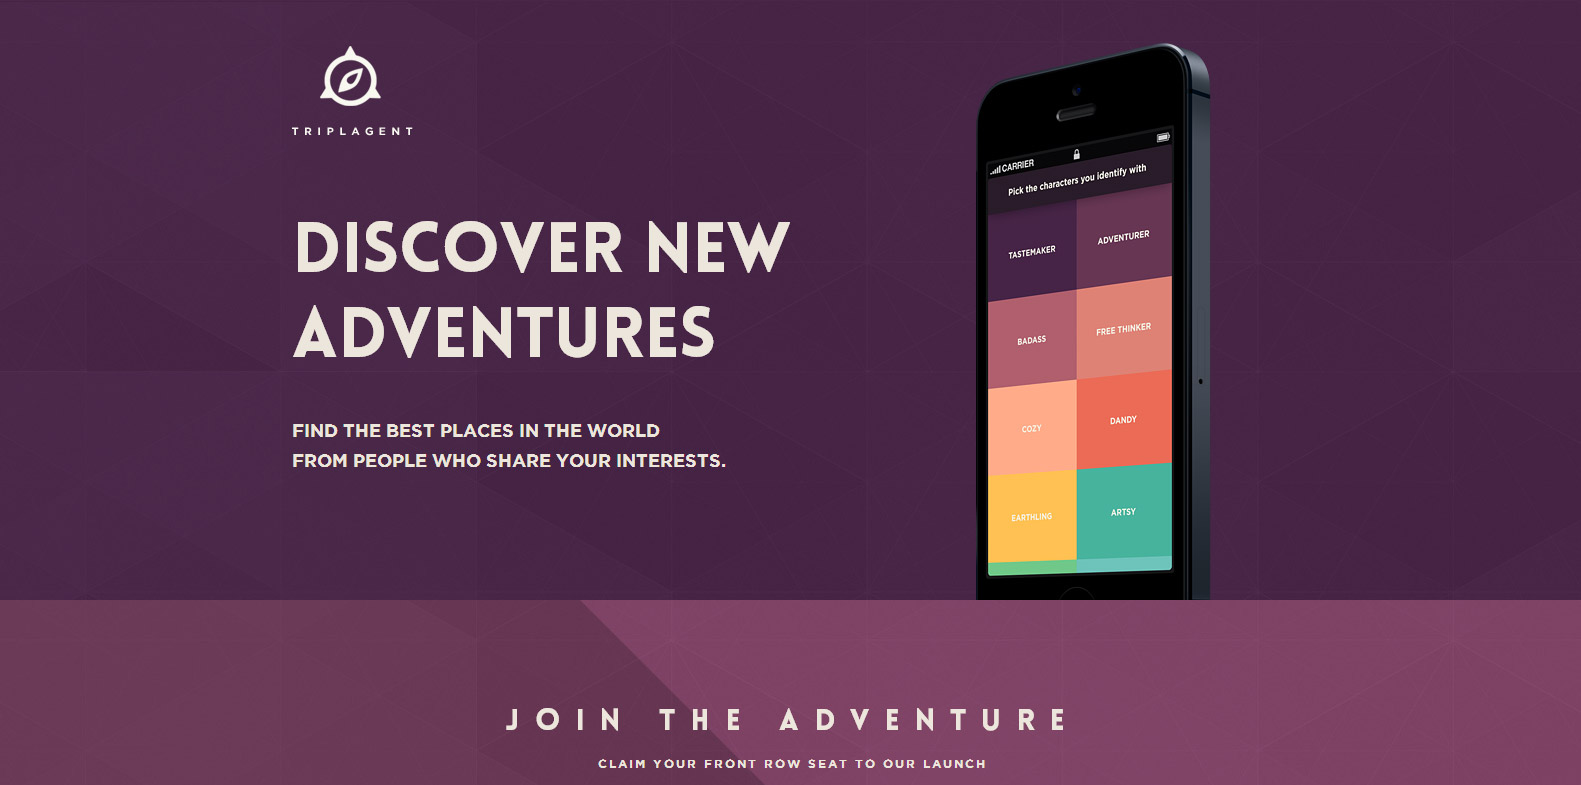 TRIPLAGENT
DISCOVER NEW
ADVENTURES
FIND THE BEST PLACES IN THE WORLD
FROM PEOPLE WHO SHARE YOUR INTERESTS.
CARRIER
Pick the characters you identify with
TASTEMAKER
ADVENTURER
BADASS
FREE THINKER
COZY
DANDY
EARTHLING
ARTSY
JOIN THE ADVENTURE
CLAIM YOUR FRONT ROW SEAT TO OUR LAUNCH